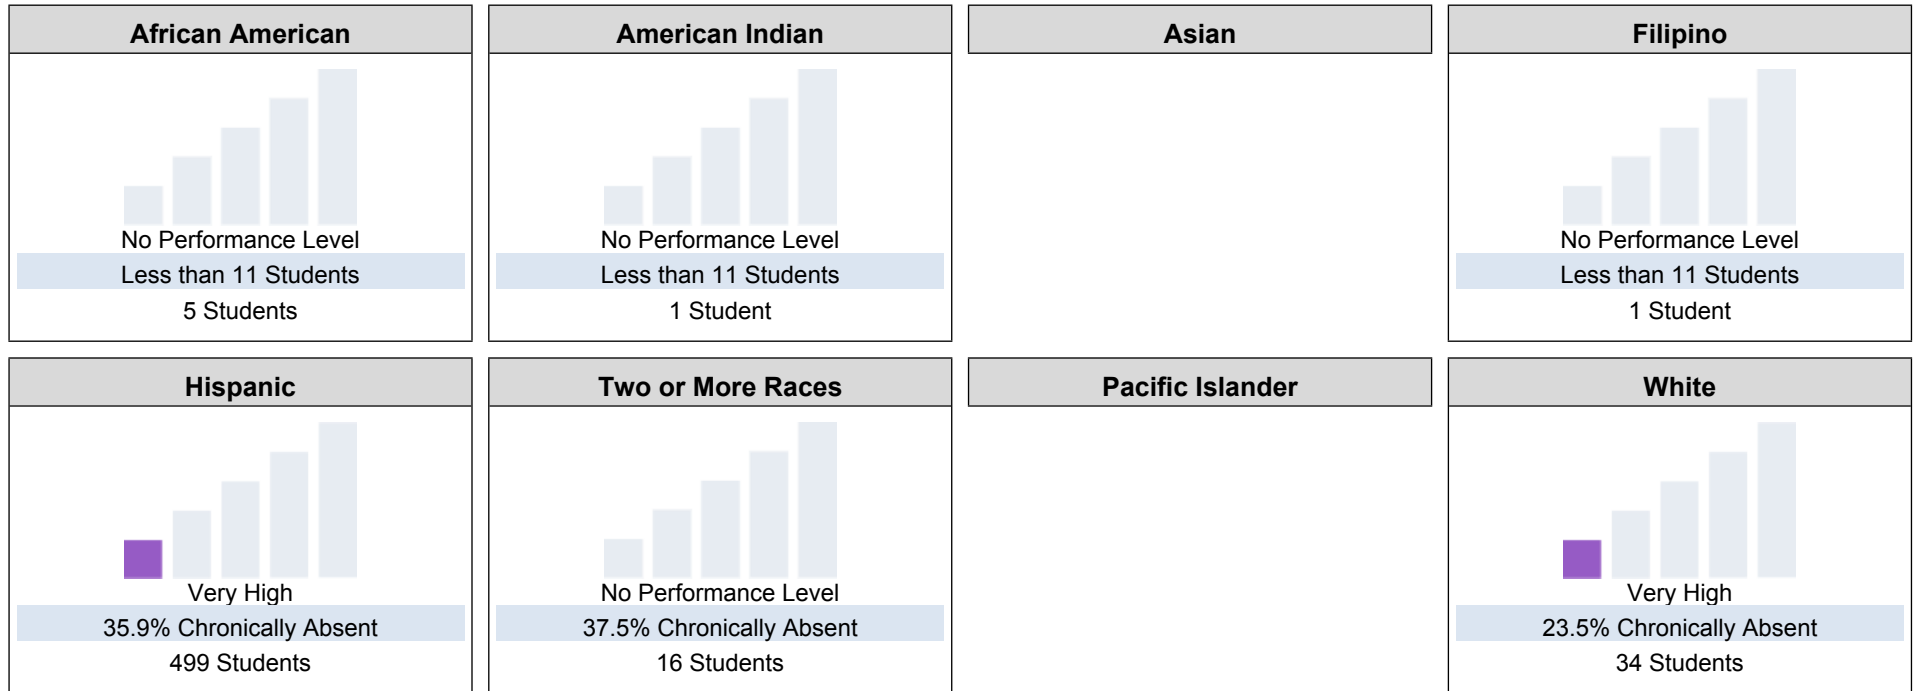 African American
No Performance Level
Less than 11 Students
5 Students
American Indian
No Performance Level
Less than 11 Students
1 Student
Asian
Filipino
No Performance Level
Less than 11 Students
1 Student
Hispanic
Very High
35.9% Chronically Absent
499 Students
Two or More Races
No Performance Level
37.5% Chronically Absent
16 Students
Pacific Islander
White
Very High
23.5% Chronically Absent
34 Students